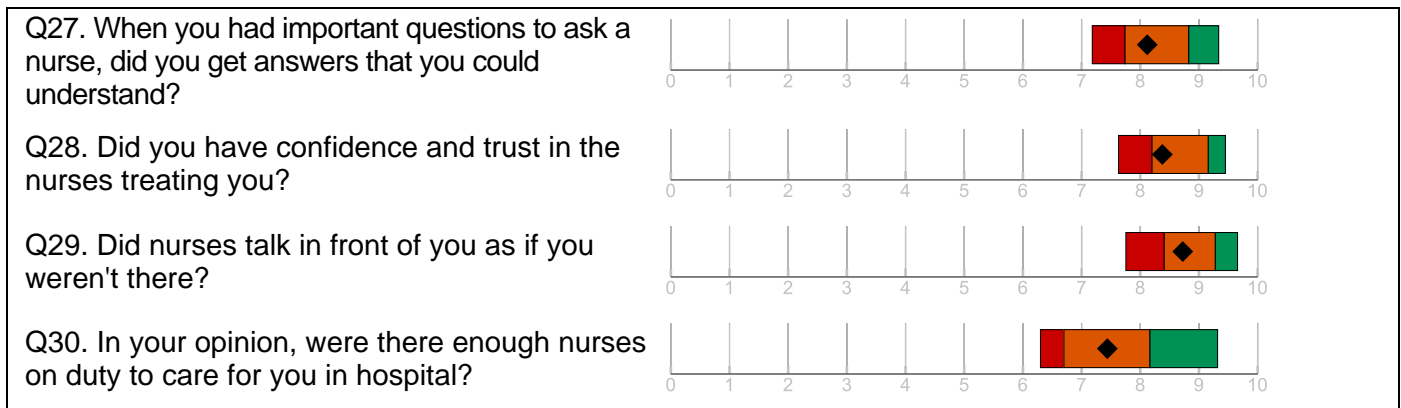 Q27. When you had important questions to ask a
nurse, did you get answers that you could
understand?
0 1 2 3 4 5 6 7 8 9 10
Q28. Did you have confidence and trust in the
nurses treating you?
0 1 2 3 4 5 6 7 8 9 10
Q29. Did nurses talk in front of you as if you
weren't there?
0 1 2 3 4 5 6 7 8 9 10
Q30. In your opinion, were there enough nurses
on duty to care for you in hospital?
0 1 2 3 4 5 6 7 8 9 10